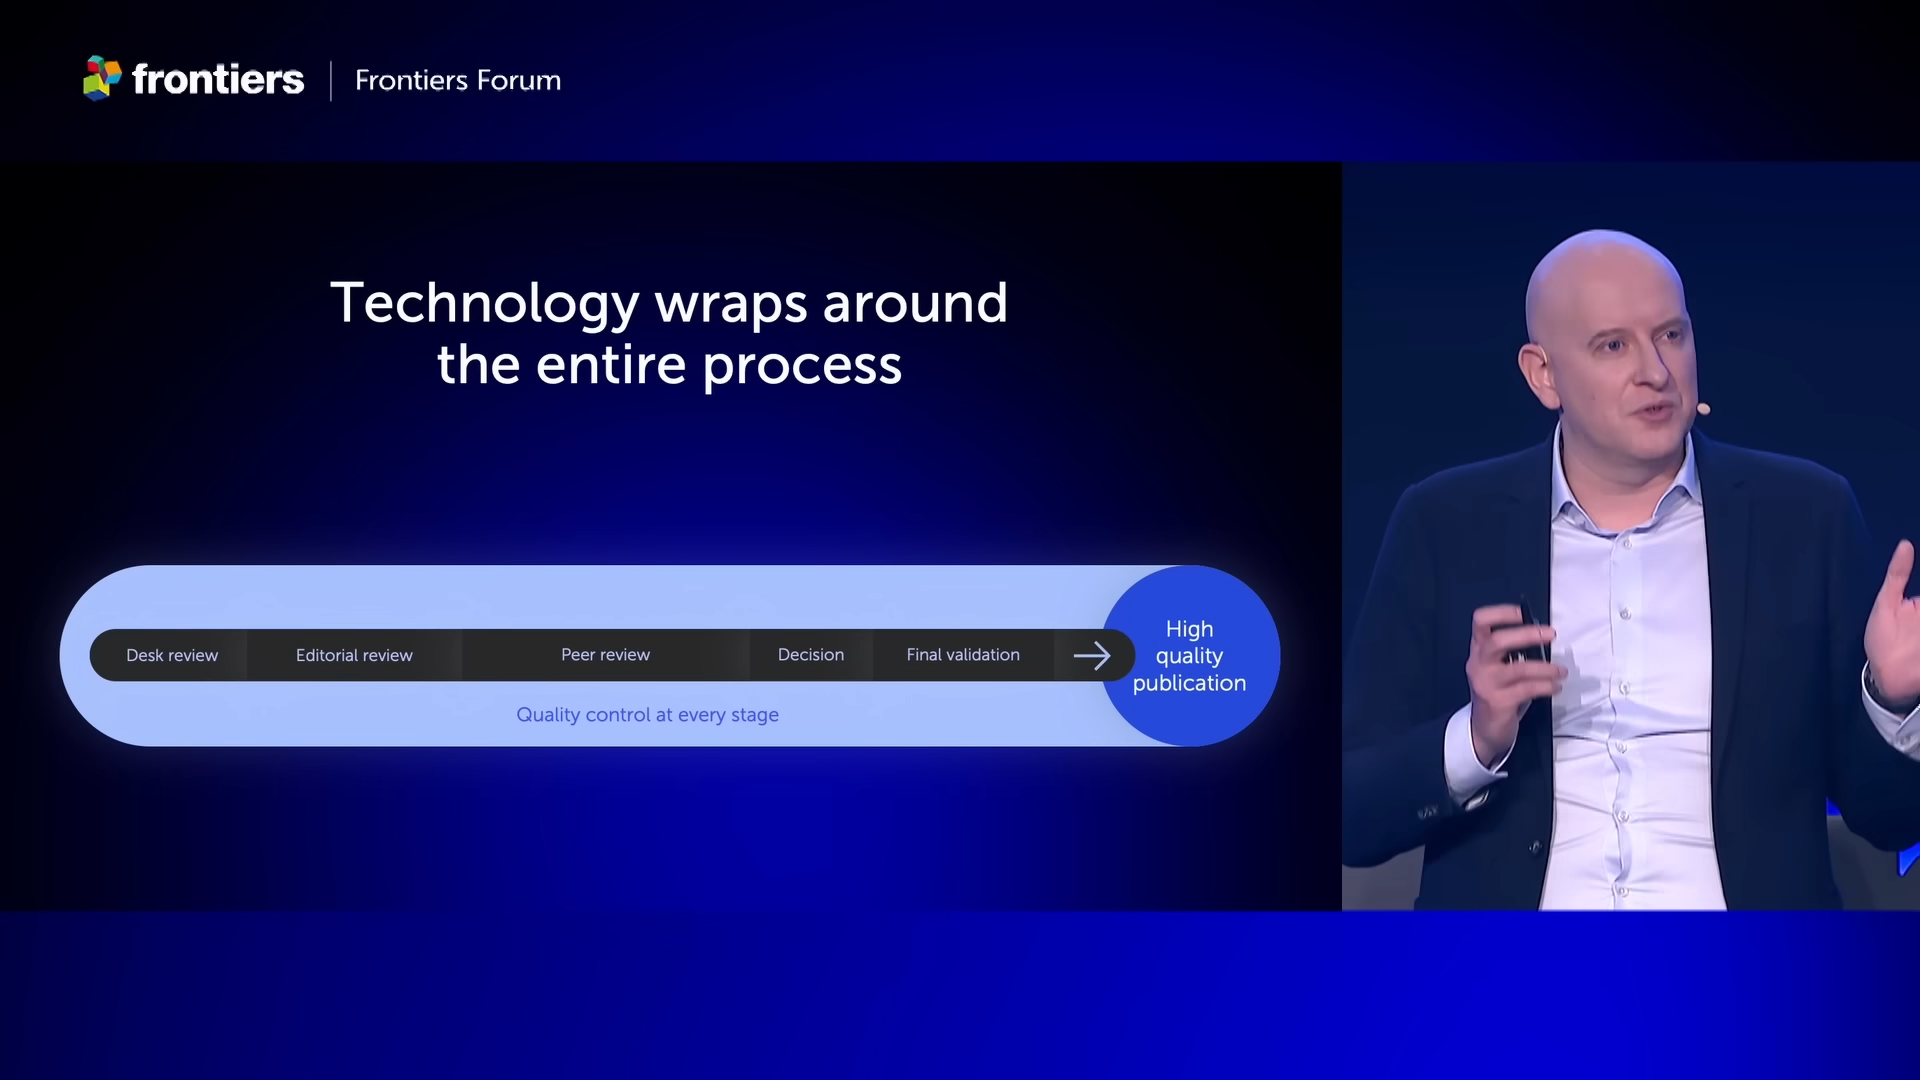 frontiers | Frontiers Forum
Technology wraps around
the entire process
Desk review
Editorial review
Peer review
Decision
Final validation
High
quality
publication
Quality control at every stage